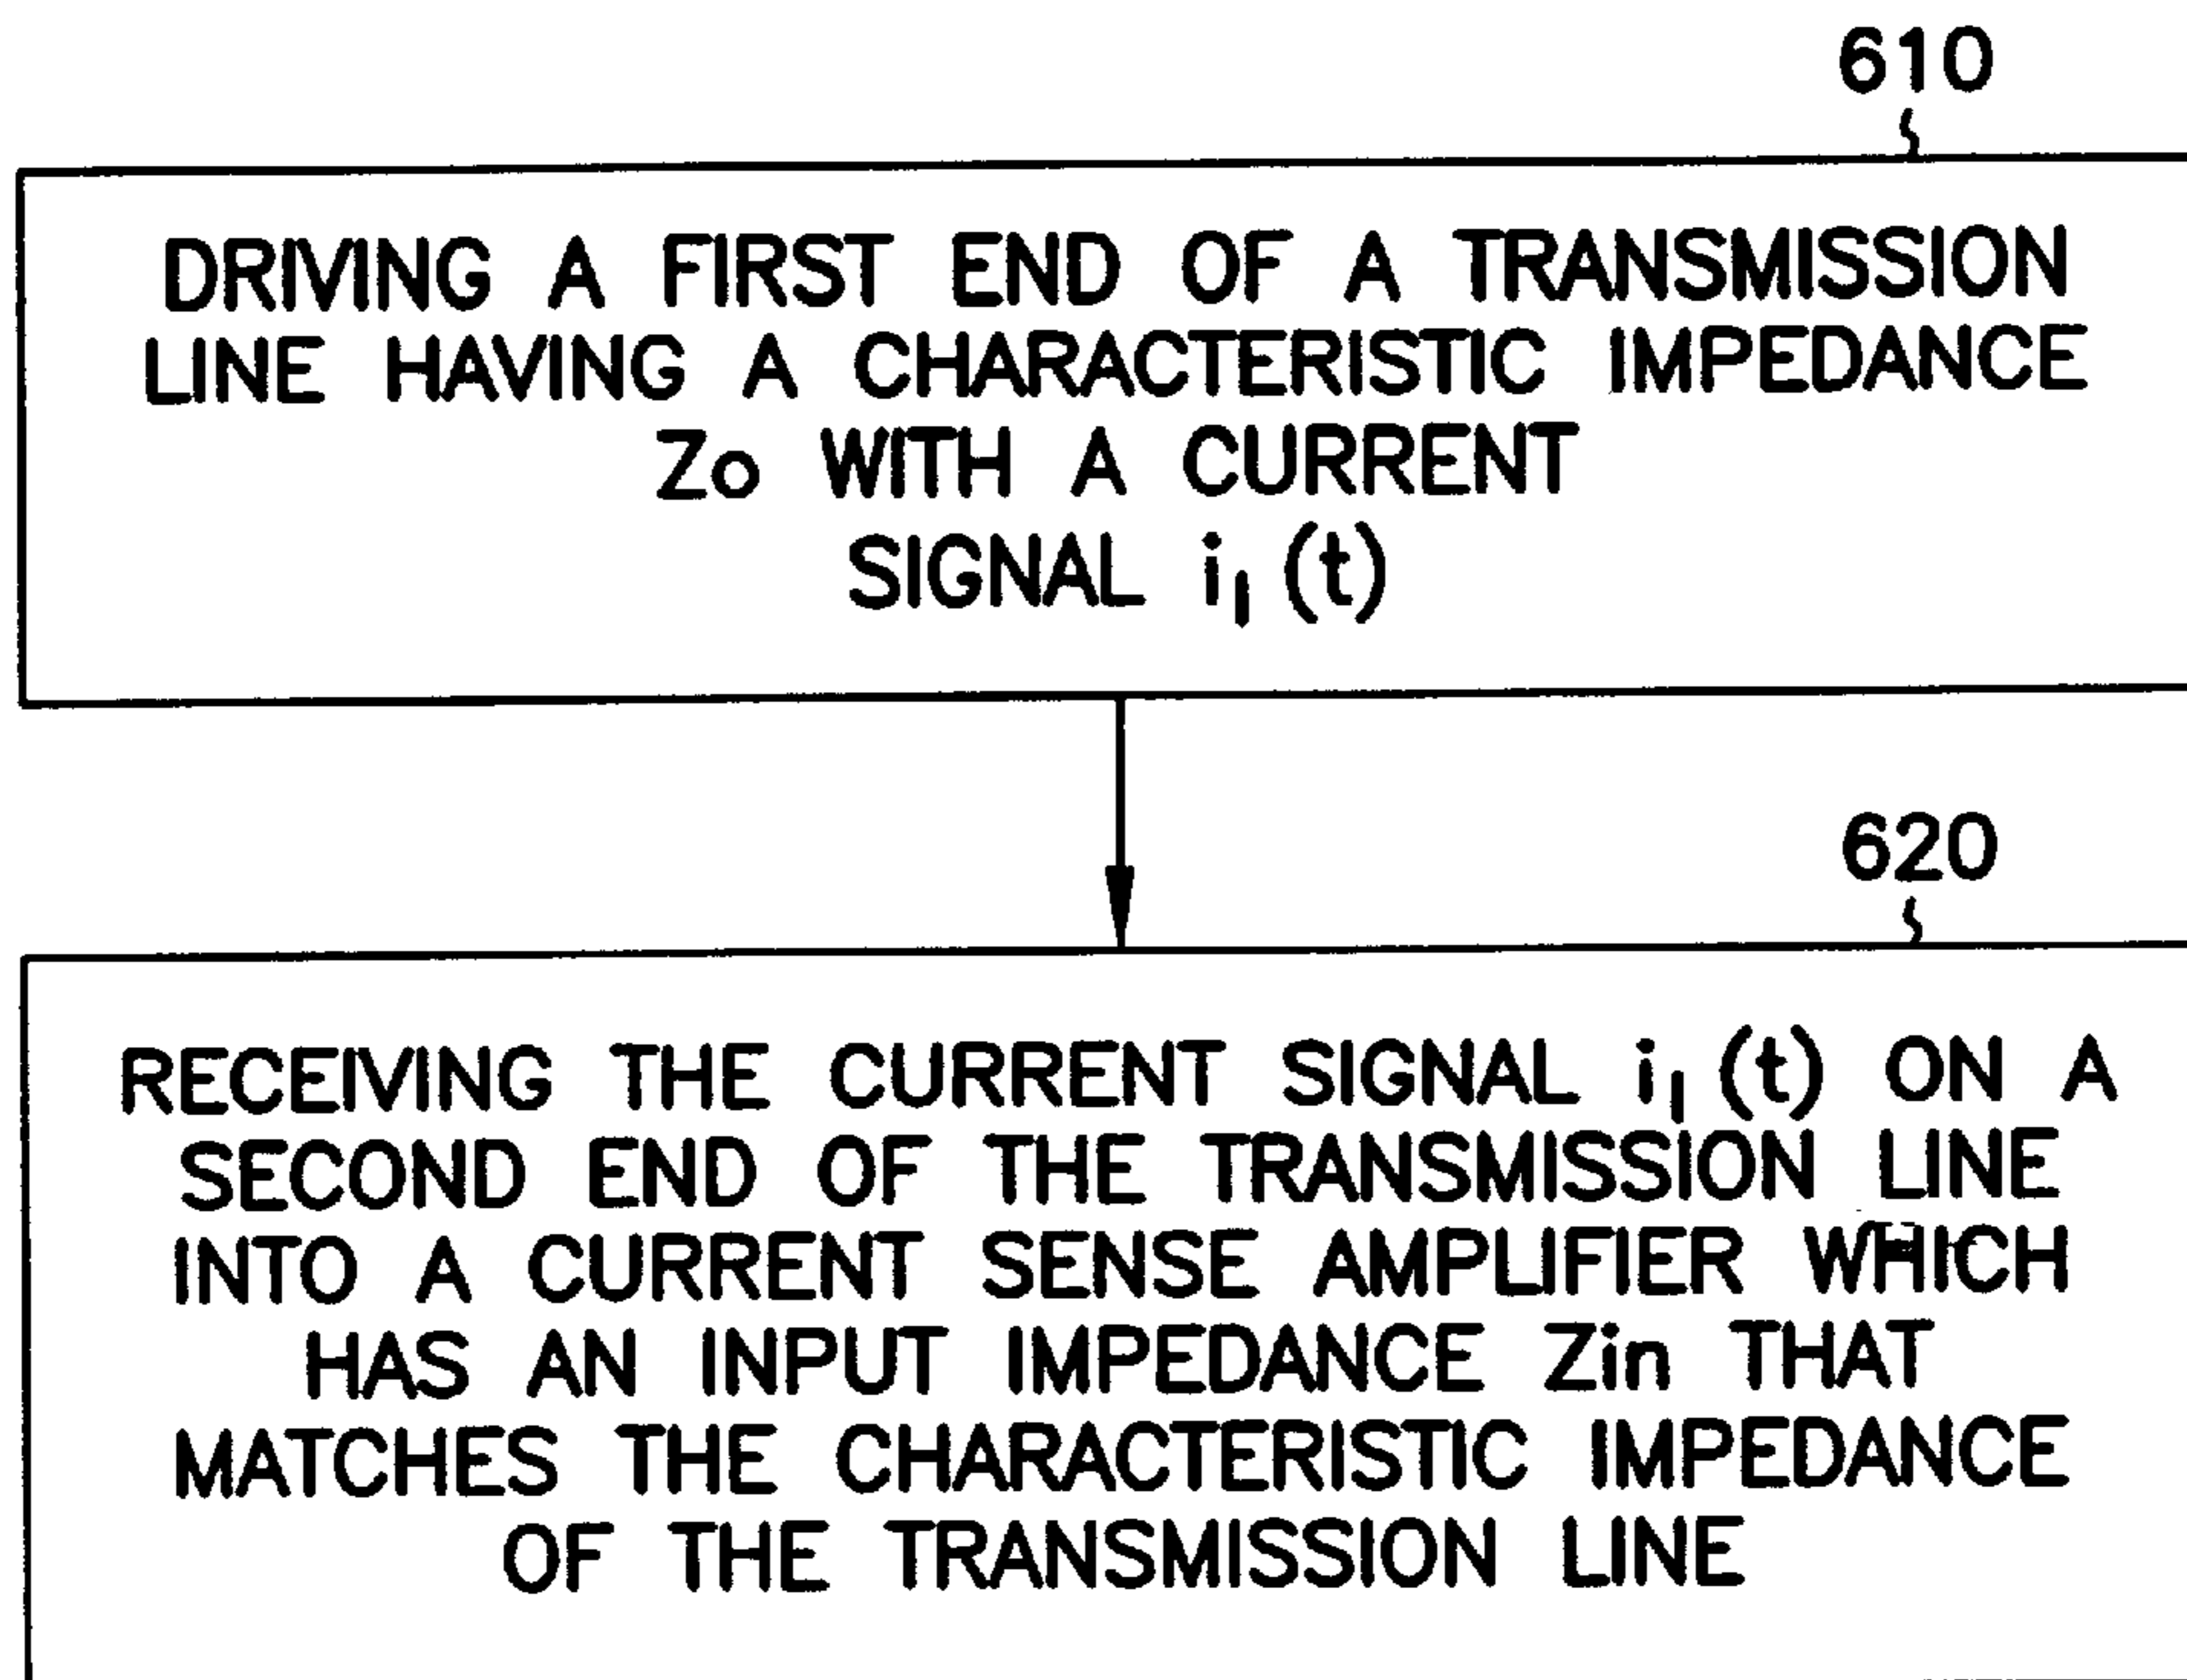 610
DRIVING A FIRST END OF A TRANSMISSION
LINE HAVING A CHARACTERISTIC IMPEDANCE
Zo WITH A CURRENT
SIGNAL i₁(t)
620
RECEIVING THE CURRENT SIGNAL i₁(t) ON A
SECOND END OF THE TRANSMISSION LINE
INTO A CURRENT SENSE AMPLIFIER WHICH
HAS AN INPUT IMPEDANCE Zin THAT
MATCHES THE CHARACTERISTIC IMPEDANCE
OF THE TRANSMISSION LINE